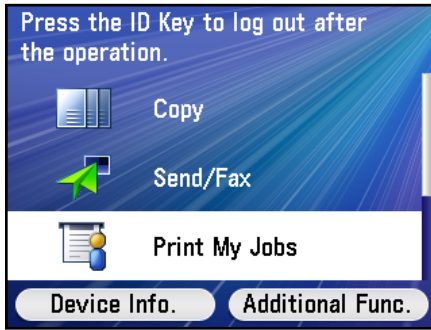 Press the ID Key to log out after
the operation.
Copy
Send/Fax
Print My Jobs
Device Info.
Additional Func.